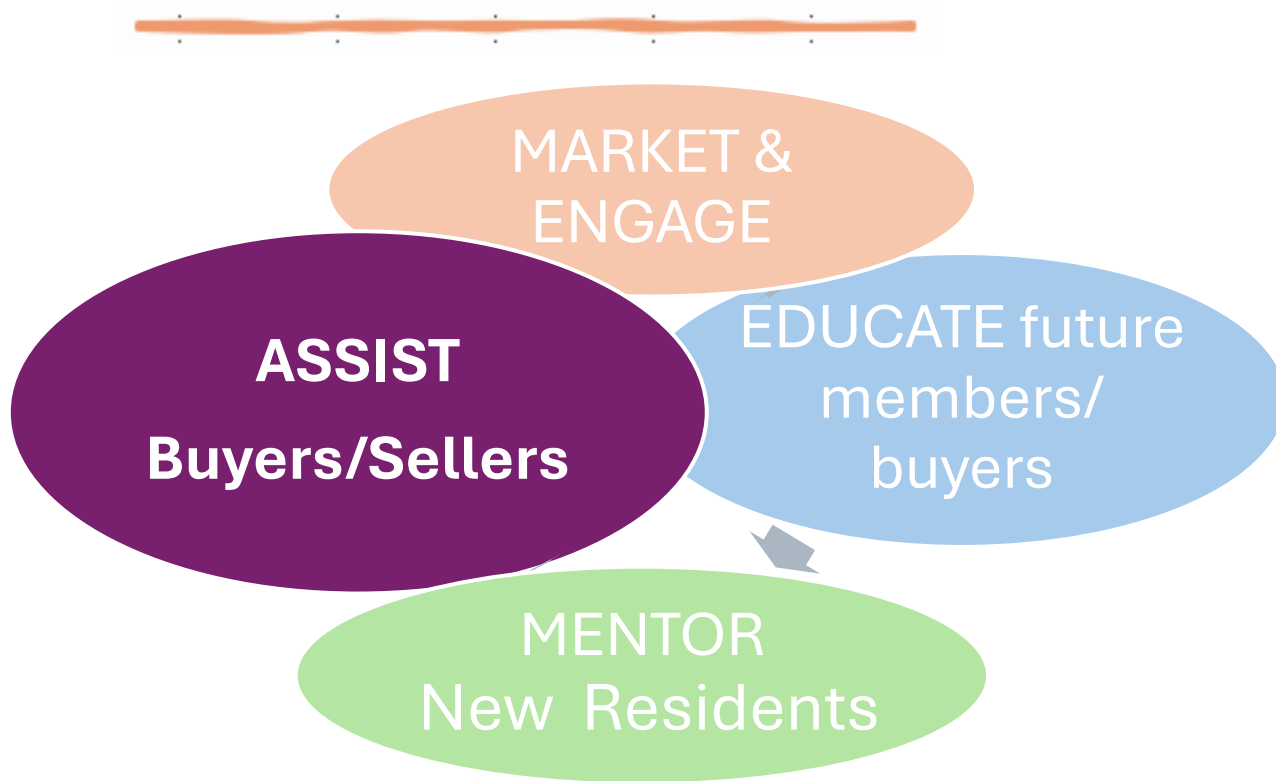 MARKET &
ENGAGE
ASSIST
Buyers/Sellers
EDUCATE future
members/
buyers
MENTOR
New  Residents